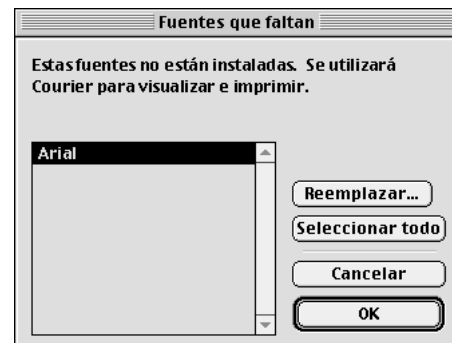 Fuentes que faltan
Estas fuentes no están instaladas. Se utilizará
Courier para visualizar e imprimir.
Arial
Reemplazar...
Seleccionar todo
Cancelar
OK